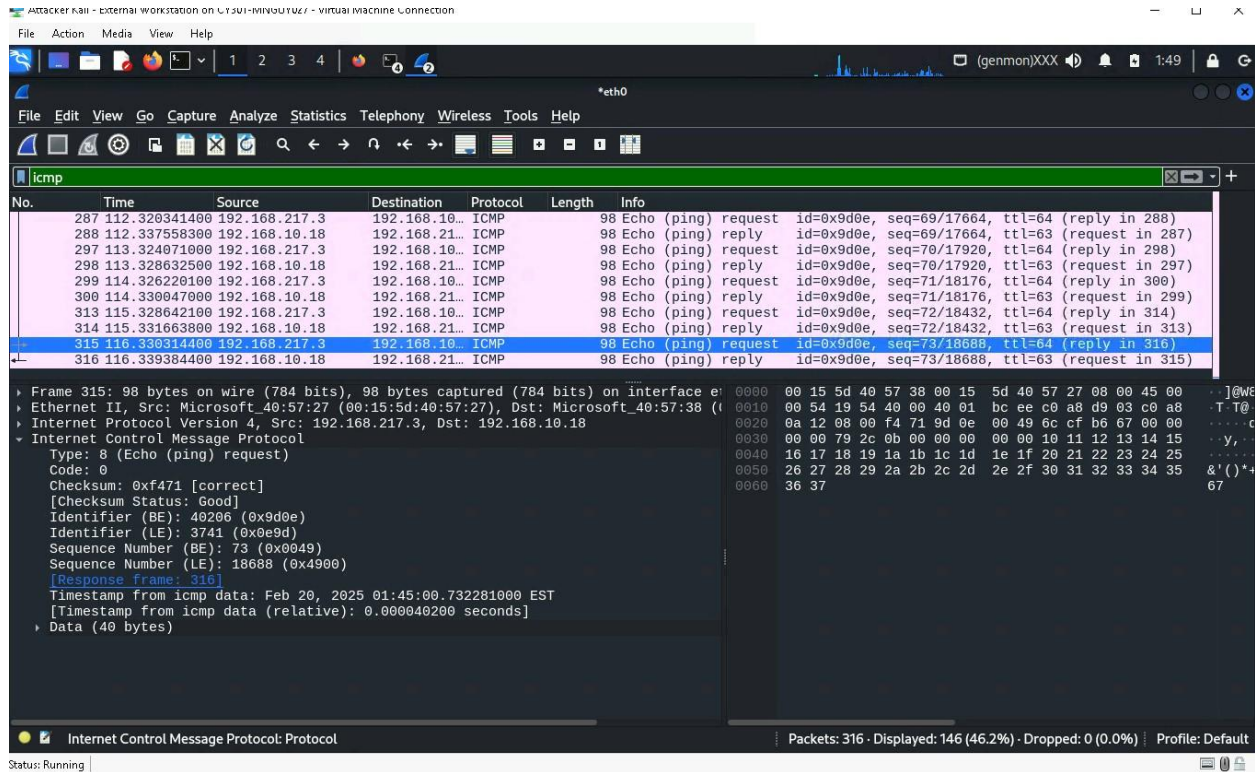 Attacker Kali - External Workstation on CY301-MNGUY027 - Virtual Machine Connection
File Action Media View Help
1 2 3 4 (genmon)XXX 1:49
*eth0
File Edit View Go Capture Analyze Statistics Telephony Wireless Tools Help
icmp
No. Time Source Destination Protocol Length Info
287 112.320341400 192.168.217.3 192.168.10… ICMP 98 Echo (ping) request id=0x9d0e, seq=69/17664, ttl=64 (reply in 288)
288 112.337558300 192.168.10.18 192.168.21… ICMP 98 Echo (ping) reply id=0x9d0e, seq=69/17664, ttl=63 (request in 287)
297 113.324071000 192.168.217.3 192.168.10… ICMP 98 Echo (ping) request id=0x9d0e, seq=70/17920, ttl=64 (reply in 298)
298 113.328632500 192.168.10.18 192.168.21… ICMP 98 Echo (ping) reply id=0x9d0e, seq=70/17920, ttl=63 (request in 297)
299 114.326220100 192.168.217.3 192.168.10… ICMP 98 Echo (ping) request id=0x9d0e, seq=71/18176, ttl=64 (reply in 300)
300 114.330047000 192.168.10.18 192.168.21… ICMP 98 Echo (ping) reply id=0x9d0e, seq=71/18176, ttl=63 (request in 299)
313 115.328642100 192.168.217.3 192.168.10… ICMP 98 Echo (ping) request id=0x9d0e, seq=72/18432, ttl=64 (reply in 314)
314 115.331663800 192.168.10.18 192.168.21… ICMP 98 Echo (ping) reply id=0x9d0e, seq=72/18432, ttl=63 (request in 313)
315 116.330314400 192.168.217.3 192.168.10… ICMP 98 Echo (ping) request id=0x9d0e, seq=73/18688, ttl=64 (reply in 316)
316 116.339384400 192.168.10.18 192.168.21… ICMP 98 Echo (ping) reply id=0x9d0e, seq=73/18688, ttl=63 (request in 315)
Frame 315: 98 bytes on wire (784 bits), 98 bytes captured (784 bits) on interface et
Ethernet II, Src: Microsoft_40:57:27 (00:15:5d:40:57:27), Dst: Microsoft_40:57:38 (
Internet Protocol Version 4, Src: 192.168.217.3, Dst: 192.168.10.18
Internet Control Message Protocol
Type: 8 (Echo (ping) request)
Code: 0
Checksum: 0xf471 [correct]
[Checksum Status: Good]
Identifier (BE): 40206 (0x9d0e)
Identifier (LE): 3741 (0x0e9d)
Sequence Number (BE): 73 (0x0049)
Sequence Number (LE): 18688 (0x4900)
[Response frame: 316]
Timestamp from icmp data: Feb 20, 2025 01:45:00.732281000 EST
[Timestamp from icmp data (relative): 0.000040200 seconds]
Data (40 bytes)
0000 00 15 5d 40 57 38 00 15 5d 40 57 27 08 00 45 00 ··]@W8
0010 00 54 19 54 40 00 40 01 bc ee c0 a8 d9 03 c0 a8 ·T·T@·
0020 0a 12 08 00 f4 71 9d 0e 00 49 6c cf b6 67 00 00
0030 00 00 79 2c 0b 00 00 00 00 00 10 11 12 13 14 15 ··y,··
0040 16 17 18 19 1a 1b 1c 1d 1e 1f 20 21 22 23 24 25 ······
0050 26 27 28 29 2a 2b 2c 2d 2e 2f 30 31 32 33 34 35 &'()*+
0060 36 37 67
Internet Control Message Protocol: Protocol Packets: 316 · Displayed: 146 (46.2%) · Dropped: 0 (0.0%) Profile: Default
Status: Running